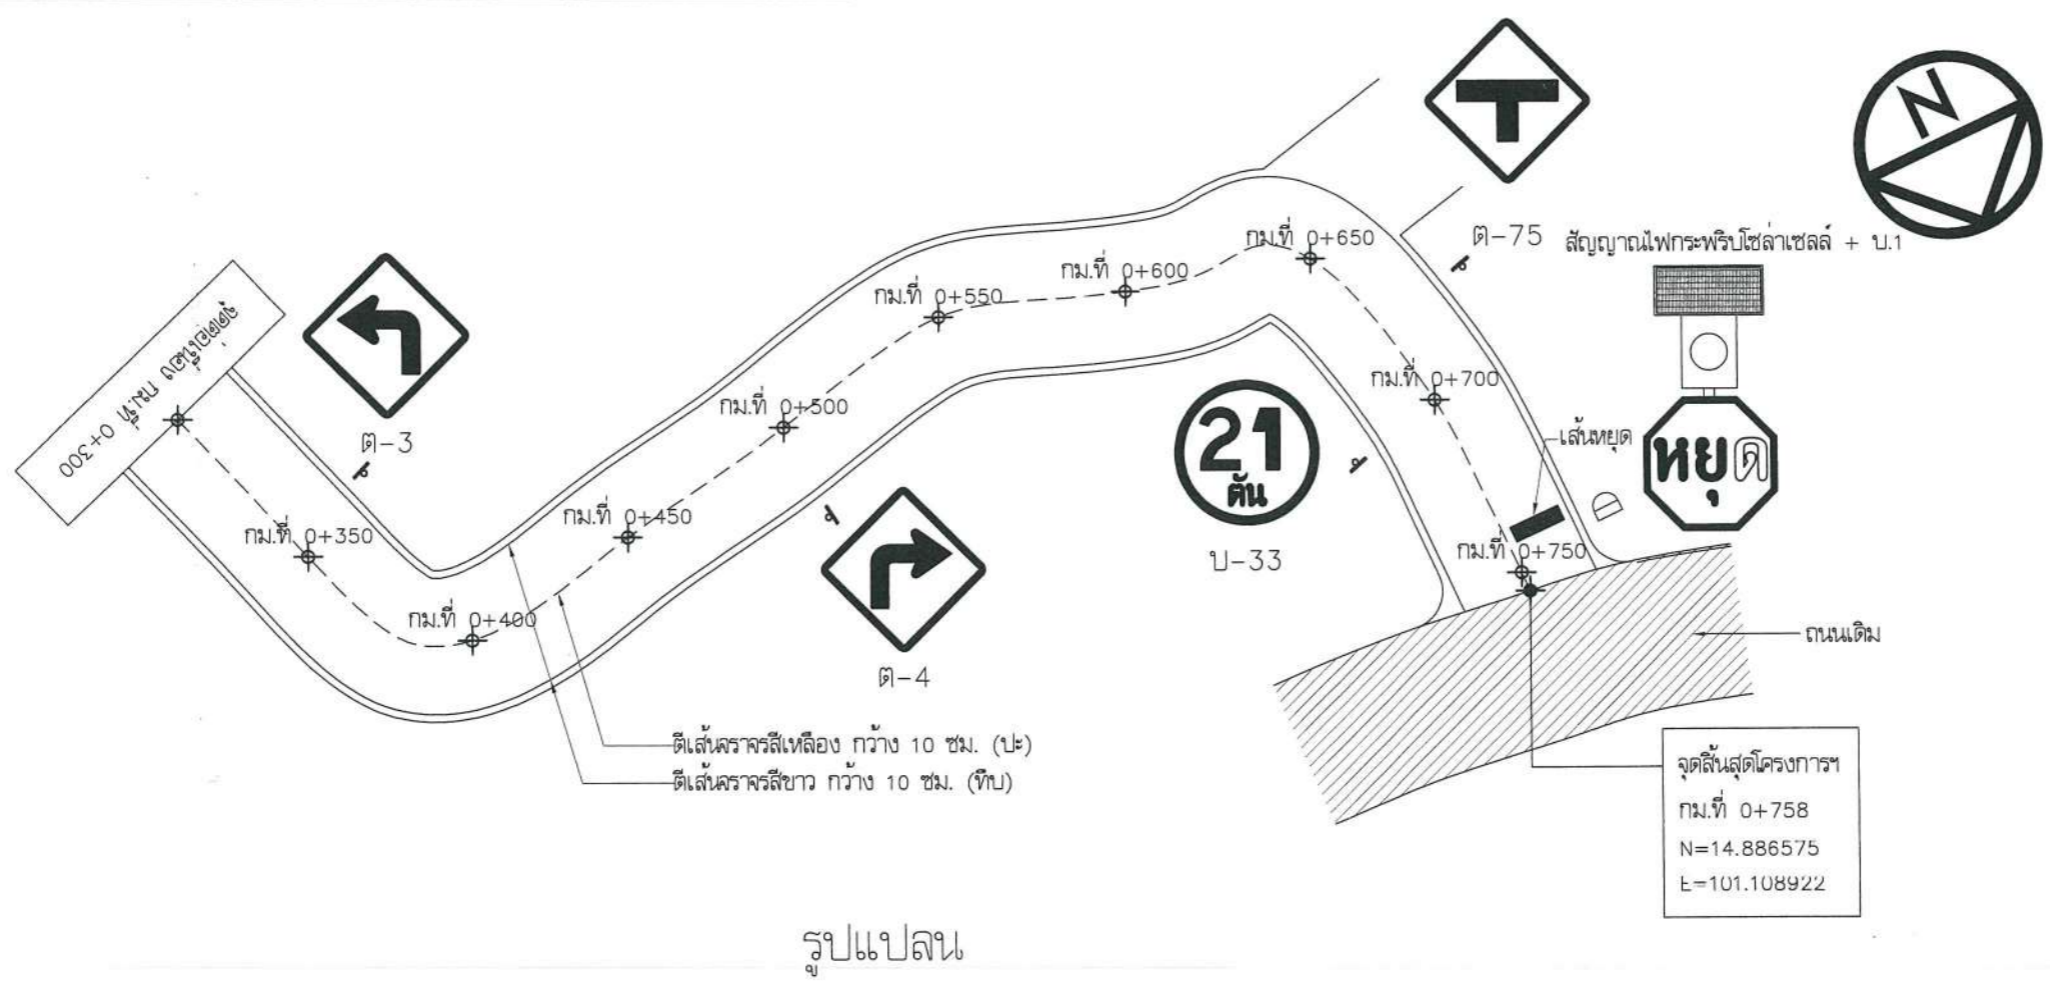 N
ต-75
สัญญาณไฟกระพริบโซล่าเซลล์ + บ.1
หยุด
จุดต่อเนื่อง กม.ที่ 0+300
ต-3
กม.ที่ 0+350
กม.ที่ 0+400
กม.ที่ 0+450
กม.ที่ 0+500
กม.ที่ 0+550
กม.ที่ 0+600
กม.ที่ 0+650
กม.ที่ 0+700
กม.ที่ 0+750
เส้นหยุด
21
ตัน
บ-33
ต-4
ถนนเดิม
ตีเส้นจราจรสีเหลือง กว้าง 10 ซม. (ปะ)
ตีเส้นจราจรสีขาว กว้าง 10 ซม. (ทึบ)
จุดสิ้นสุดโครงการฯ
กม.ที่ 0+758
N=14.886575
E=101.108922
รูปแปลน